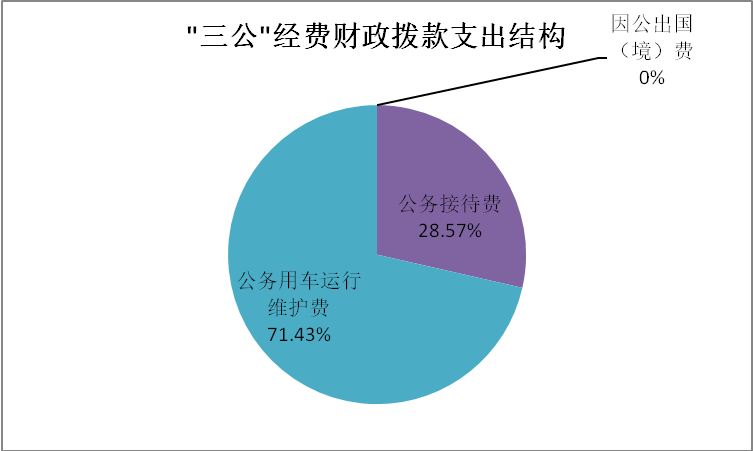 "三公"经费财政拨款支出结构
因公出国
（境）费
0%
公务接待费
28.57%
公务用车运行
维护费
71.43%